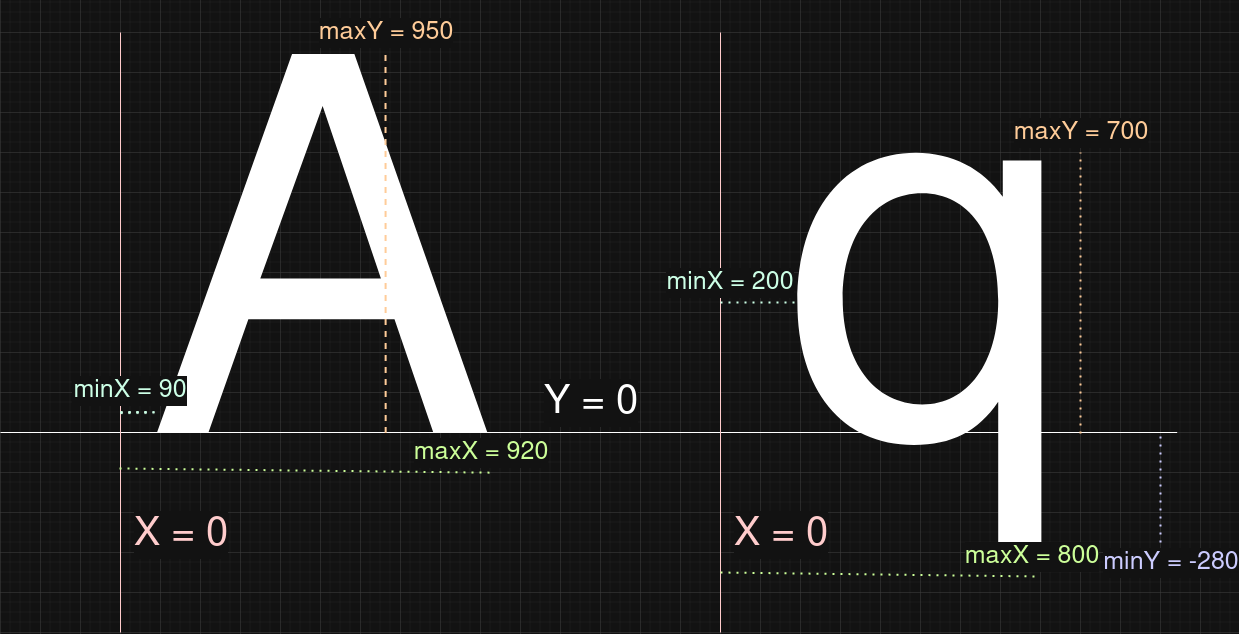 maxY = 950
A
minX = 90
maxX = 920
X = 0
Y = 0
maxY = 700
q
minX = 200
X = 0
maxX = 800
minY = -280